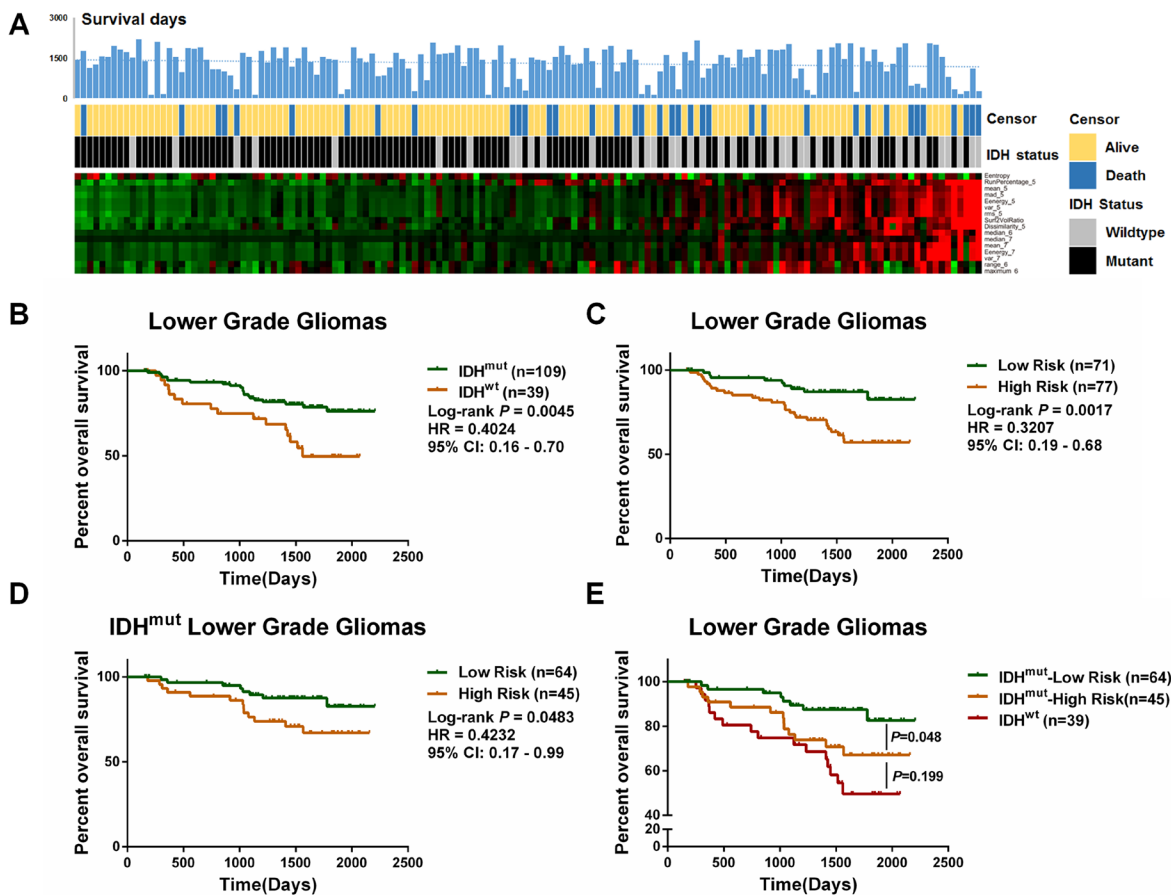 A
Survival days
3000
1500
0
Censor
IDH status
Censor
Alive
Death
IDH Status
Wildtype
Mutant
Eentropy
RunPercentage_5
mean_5
mad_5
Eenergy_5
var_5
rms_5
Surf2VolRatio
Dissimilarity_5
median_6
median_7
mean_7
Eenergy_7
var_7
range_6
maximum_6
B
Lower Grade Gliomas
Percent overall survival
100
50
0
0 500 1000 1500 2000 2500
Time(Days)
IDHmut (n=109)
IDHwt (n=39)
Log-rank P = 0.0045
HR = 0.4024
95% CI: 0.16 - 0.70
C
Lower Grade Gliomas
Percent overall survival
100
50
0
0 500 1000 1500 2000 2500
Time(Days)
Low Risk (n=71)
High Risk (n=77)
Log-rank P = 0.0017
HR = 0.3207
95% CI: 0.19 - 0.68
D
IDHmut Lower Grade Gliomas
Percent overall survival
100
50
0
0 500 1000 1500 2000 2500
Time(Days)
Low Risk (n=64)
High Risk (n=45)
Log-rank P = 0.0483
HR = 0.4232
95% CI: 0.17 - 0.99
E
Lower Grade Gliomas
Percent overall survival
100
80
60
40
20
0
0 500 1000 1500 2000 2500
Time(Days)
IDHmut-Low Risk (n=64)
IDHmut-High Risk(n=45)
IDHwt (n=39)
P=0.048
P=0.199